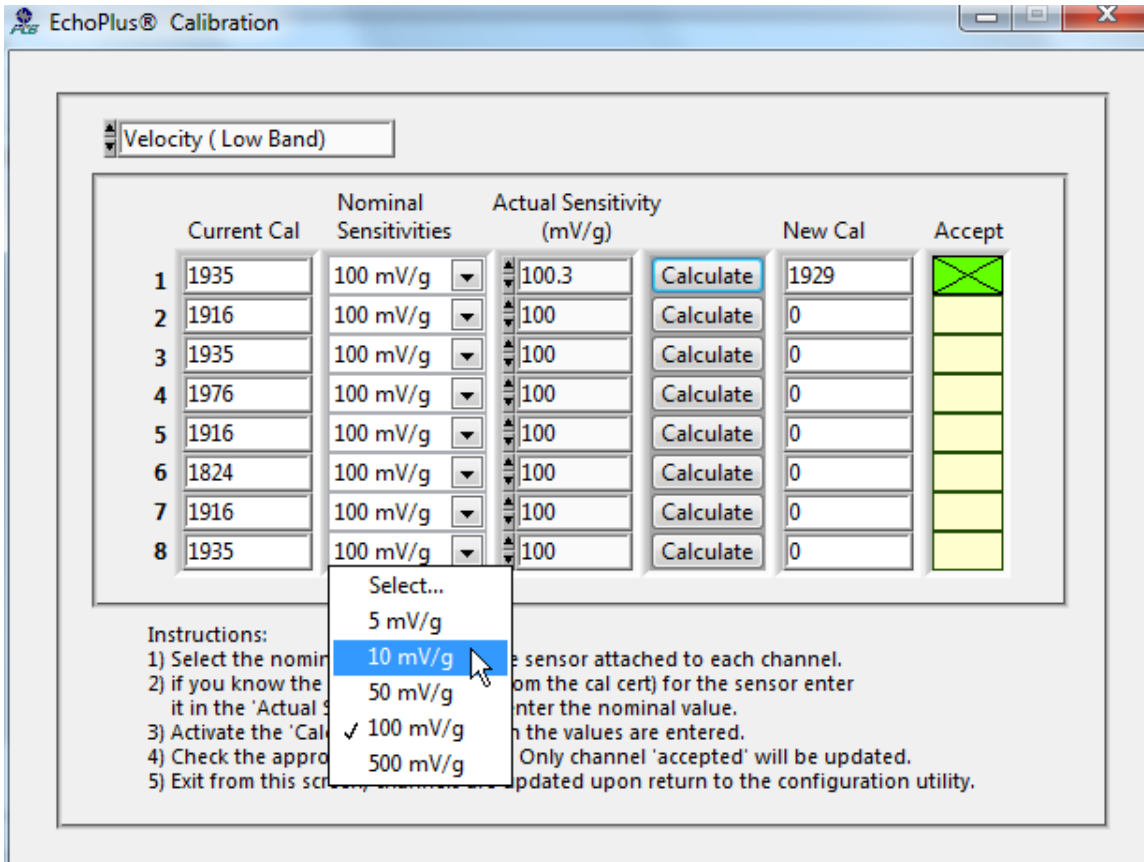 EchoPlus® Calibration
Velocity ( Low Band)
Current Cal Nominal Sensitivities Actual Sensitivity (mV/g) New Cal Accept
1 1935 100 mV/g 100.3 Calculate 1929
2 1916 100 mV/g 100 Calculate 0
3 1935 100 mV/g 100 Calculate 0
4 1976 100 mV/g 100 Calculate 0
5 1916 100 mV/g 100 Calculate 0
6 1824 100 mV/g 100 Calculate 0
7 1916 100 mV/g 100 Calculate 0
8 1935 100 mV/g 100 Calculate 0
Select...
5 mV/g
10 mV/g
50 mV/g
✓ 100 mV/g
500 mV/g
Instructions:
1) Select the sensor attached to each channel.
2) if you know the the cal cert) for the sensor enter
it in the 'Actual enter the nominal value.
3) Activate the the values are entered.
4) Check the Only channel 'accepted' will be updated.
5) Exit from this updated upon return to the configuration utility.